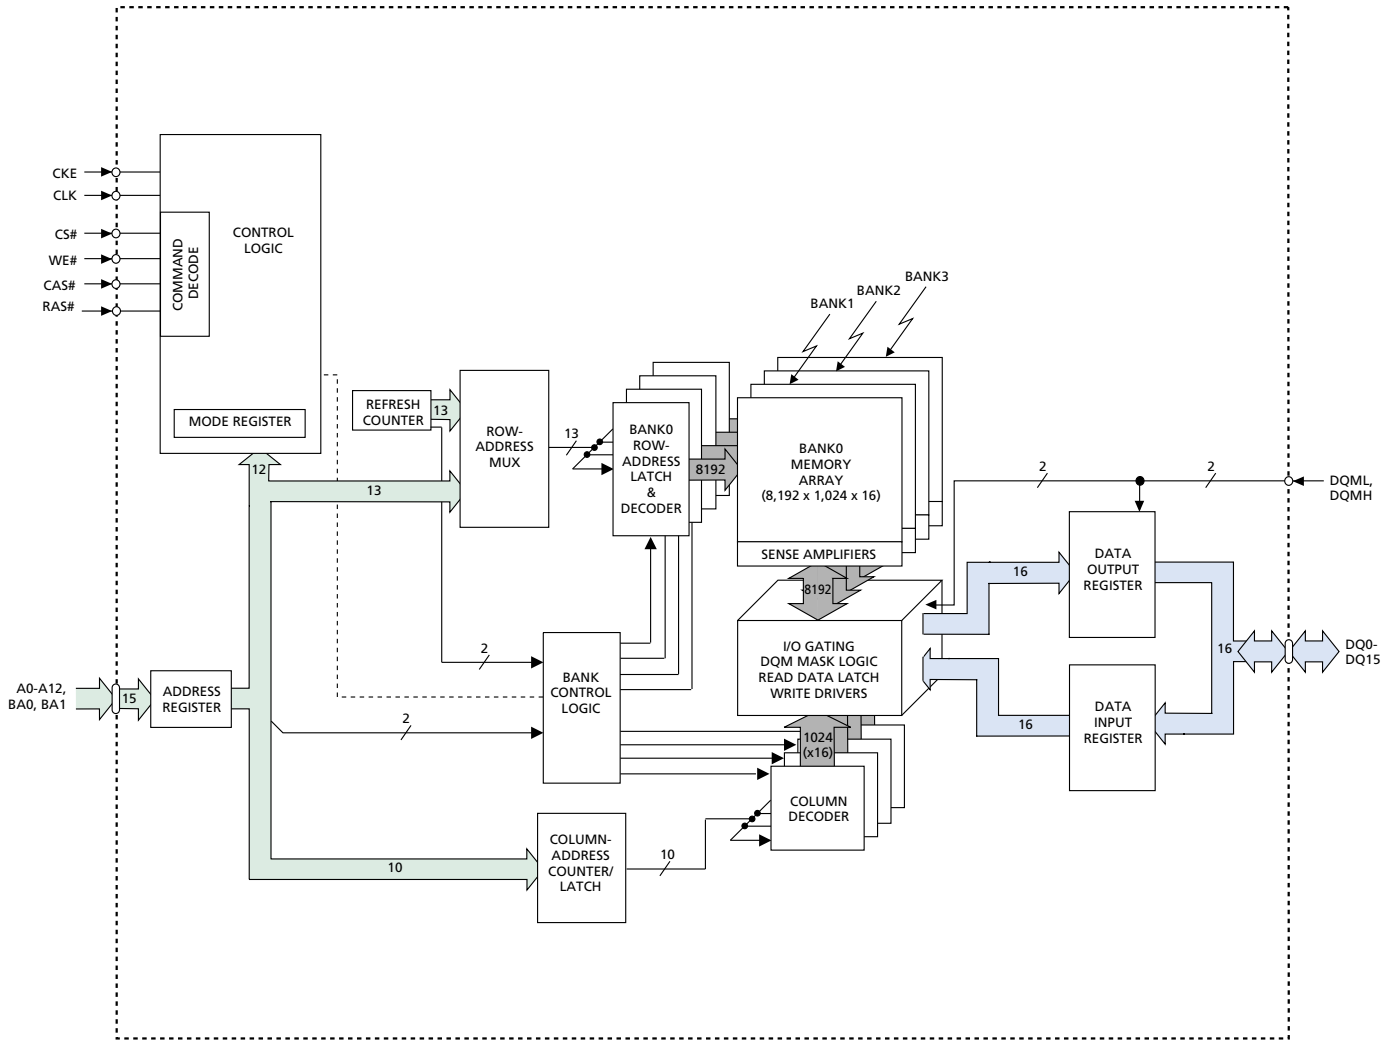 CKE
CLK
CS#
WE#
CAS#
RAS#
COMMAND
DECODE
CONTROL
LOGIC
MODE REGISTER
12
BANK1
BANK2
BANK3
REFRESH
COUNTER
13
ROW-
ADDRESS
MUX
13
13
BANK0
ROW-
ADDRESS
LATCH
&
DECODER
8192
BANK0
MEMORY
ARRAY
(8,192 x 1,024 x 16)
SENSE AMPLIFIERS
8192
2
2
DQML,
DQMH
DATA
OUTPUT
REGISTER
16
I/O GATING
DQM MASK LOGIC
READ DATA LATCH
WRITE DRIVERS
16
DQ0-
DQ15
DATA
INPUT
REGISTER
16
A0-A12,
BA0, BA1
15
ADDRESS
REGISTER
2
2
BANK
CONTROL
LOGIC
1024
(x16)
COLUMN
DECODER
10
COLUMN-
ADDRESS
COUNTER/
LATCH
10